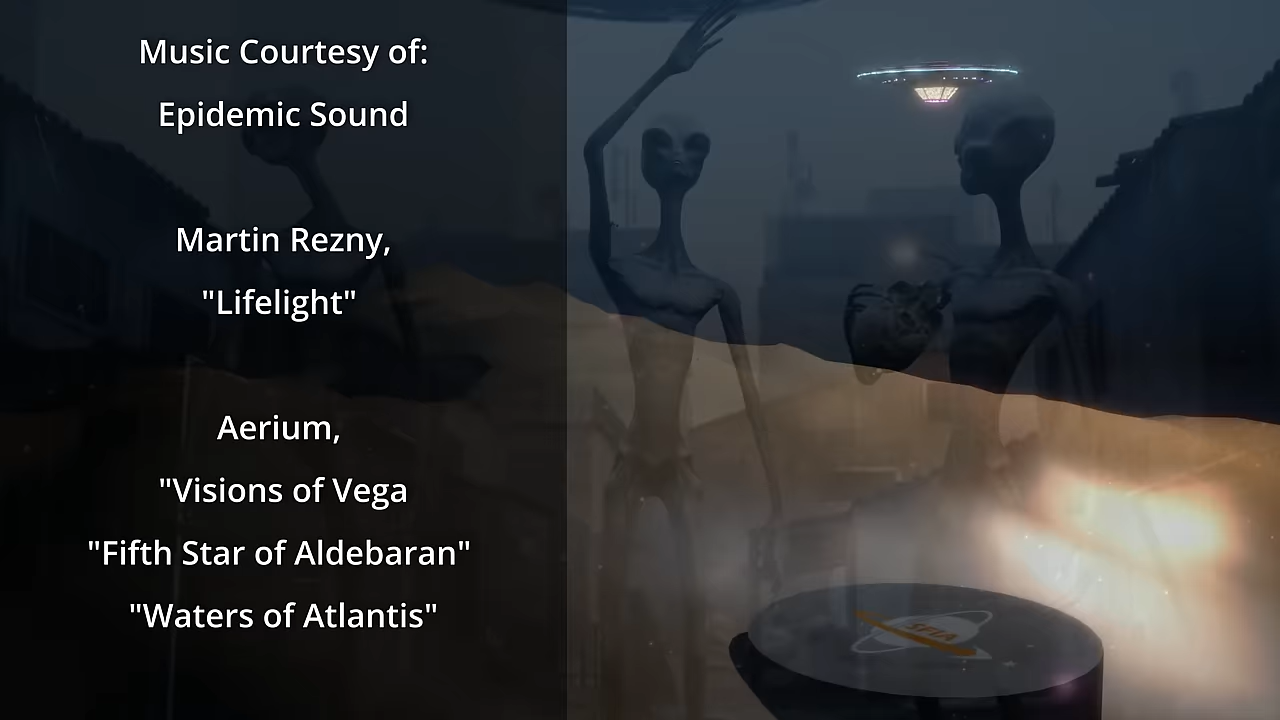 Music Courtesy of:
Epidemic Sound
Martin Rezny,
"Lifelight"
Aerium,
"Visions of Vega
"Fifth Star of Aldebaran"
"Waters of Atlantis"
SFIA